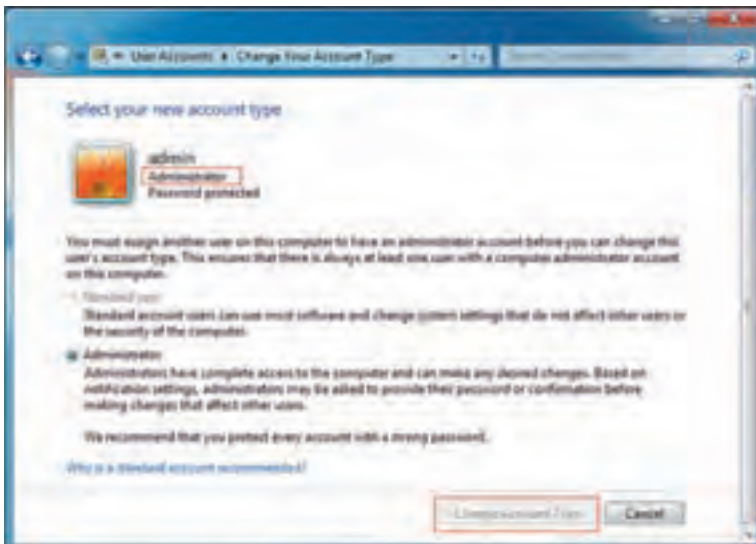 User Accounts Change Your Account Type
Select your new account type
admin
Administrator
Password protected
You must assign another user on this computer to have an administrator account before you can change this
user's account type. This ensures that there is always at least one user with a computer administrator account
on this computer.
Standard user
Standard account users can use most software and change system settings that do not affect other users or
the security of the computer.
Administrator
Administrators have complete access to the computer and can make any desired changes. Based on
notification settings, administrators may be asked to provide their password or confirmation before
making changes that affect other users.
We recommend that you protect every account with a strong password.
Why is a standard account recommended?
Change Account Type Cancel